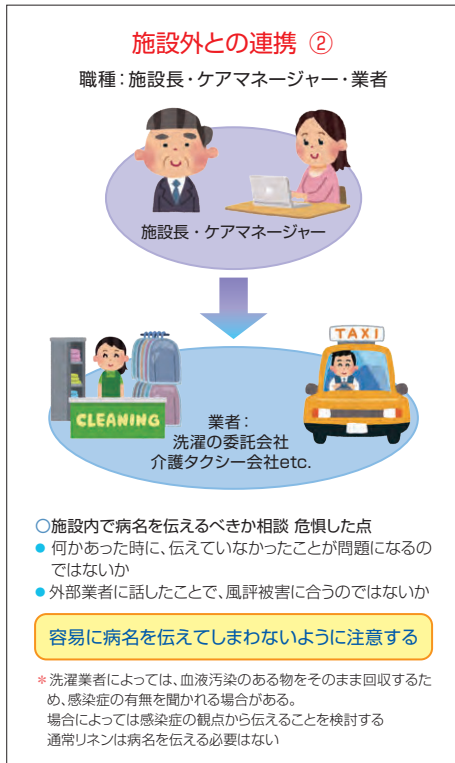 施設外との連携 ②
職種：施設長・ケアマネージャー・業者
施設長・ケアマネージャー
TAXI
CLEANING
業者：
洗濯の委託会社
介護タクシー会社etc.
○施設内で病名を伝えるべきか相談 危惧した点
● 何かあった時に、伝えていなかったことが問題になるの
ではないか
● 外部業者に話したことで、風評被害に合うのではないか
容易に病名を伝えてしまわないように注意する
＊洗濯業者によっては、血液汚染のある物をそのまま回収するた
め、感染症の有無を聞かれる場合がある。
場合によっては感染症の観点から伝えることを検討する
通常リネンは病名を伝える必要はない